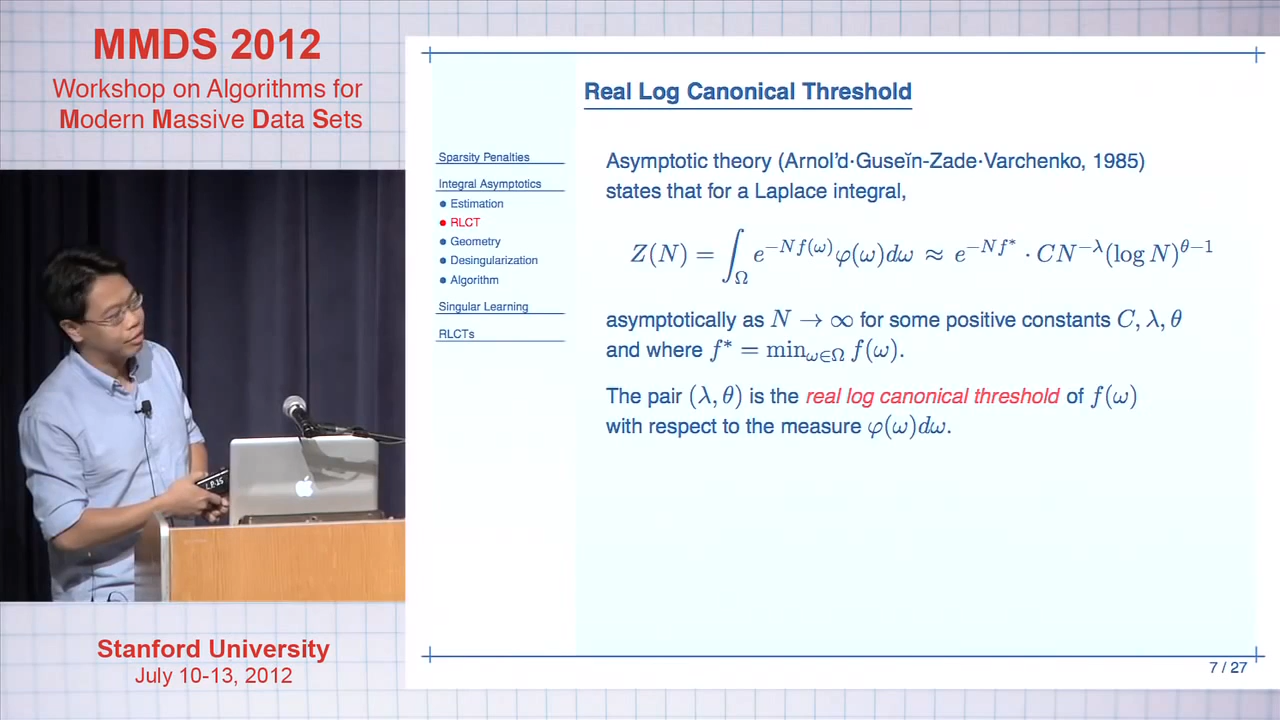 MMDS 2012
Workshop on Algorithms for
Modern Massive Data Sets
Real Log Canonical Threshold
Sparsity Penalties
Integral Asymptotics
• Estimation
• RLCT
• Geometry
• Desingularization
• Algorithm
Singular Learning
RLCTs
Asymptotic theory (Arnol'd·Guseĭn-Zade·Varchenko, 1985)
states that for a Laplace integral,
Z(N) = ∫_Ω e^{−Nf(ω)} φ(ω)dω ≈ e^{−Nf*} · CN^{−λ}(log N)^{θ−1}
asymptotically as N → ∞ for some positive constants C, λ, θ
and where f* = min_{ω∈Ω} f(ω).
The pair (λ, θ) is the real log canonical threshold of f(ω)
with respect to the measure φ(ω)dω.
7 / 27
Stanford University
July 10-13, 2012